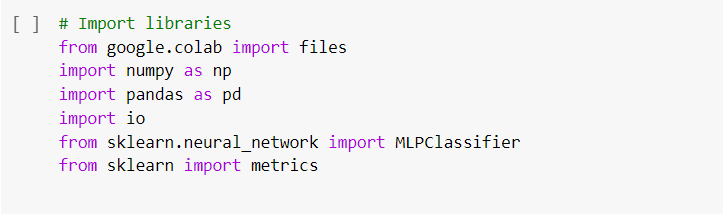 [ ] # Import libraries
from google.colab import files
import numpy as np
import pandas as pd
import io
from sklearn.neural_network import MLPClassifier
from sklearn import metrics